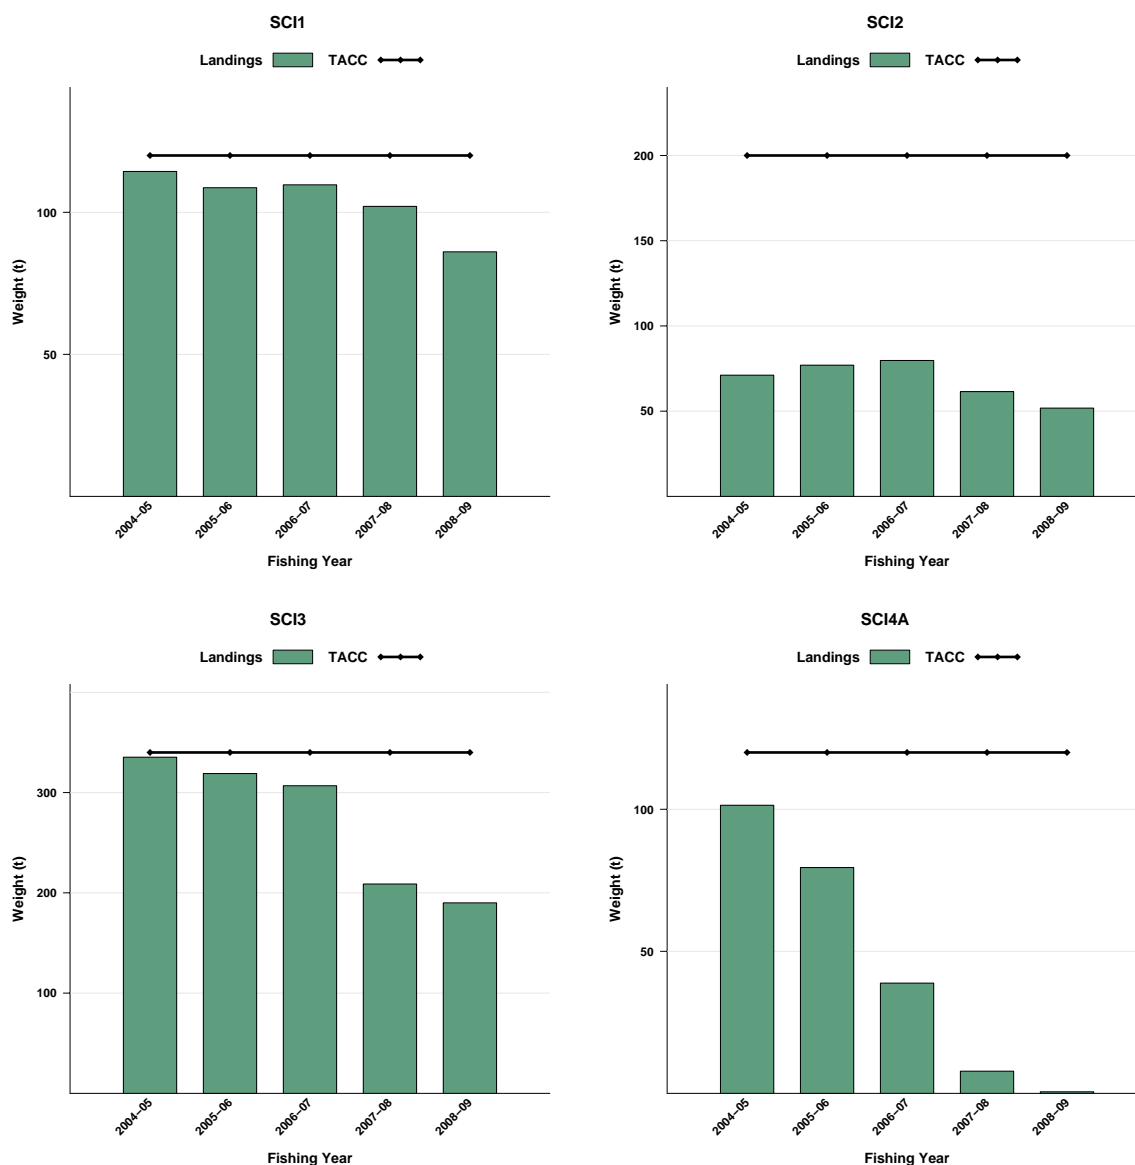 SCI1
Landings TACC
100
50
Weight (t)
2004–05 2005–06 2006–07 2007–08 2008–09
Fishing Year
SCI2
Landings TACC
200
150
100
50
Weight (t)
2004–05 2005–06 2006–07 2007–08 2008–09
Fishing Year
SCI3
Landings TACC
300
200
100
Weight (t)
2004–05 2005–06 2006–07 2007–08 2008–09
Fishing Year
SCI4A
Landings TACC
100
50
Weight (t)
2004–05 2005–06 2006–07 2007–08 2008–09
Fishing Year